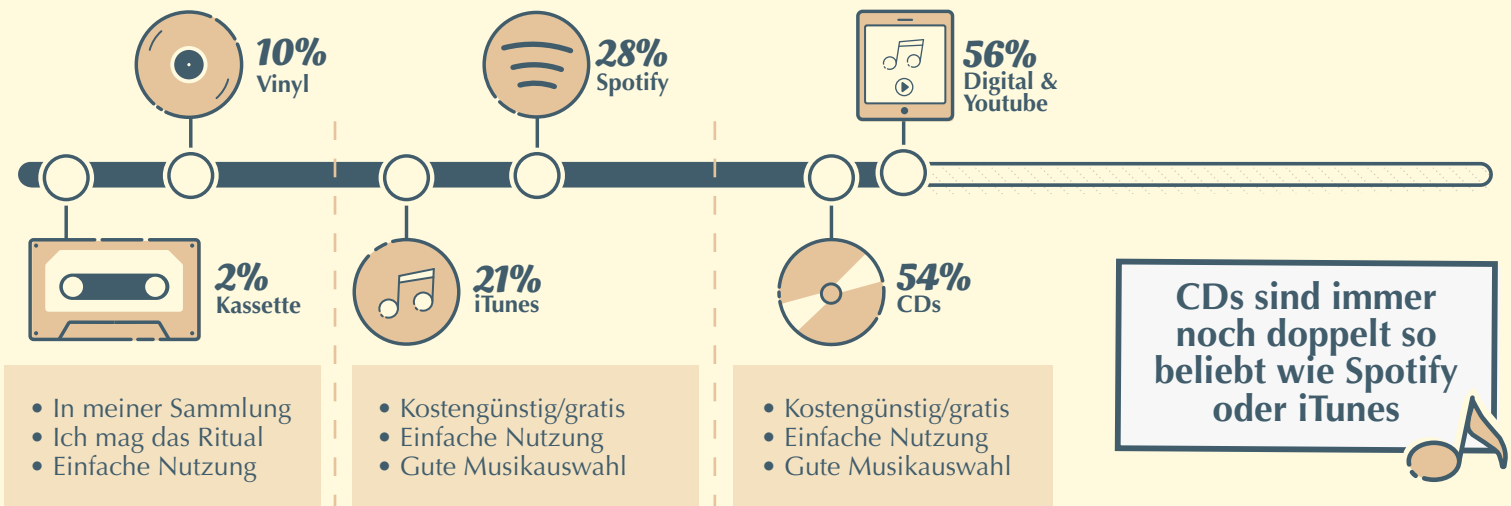 10%
Vinyl
28%
Spotify
56%
Digital &
Youtube
2%
Kassette
21%
iTunes
54%
CDs
• In meiner Sammlung
• Ich mag das Ritual
• Einfache Nutzung
• Kostengünstig/gratis
• Einfache Nutzung
• Gute Musikauswahl
• Kostengünstig/gratis
• Einfache Nutzung
• Gute Musikauswahl
CDs sind immer
noch doppelt so
beliebt wie Spotify
oder iTunes